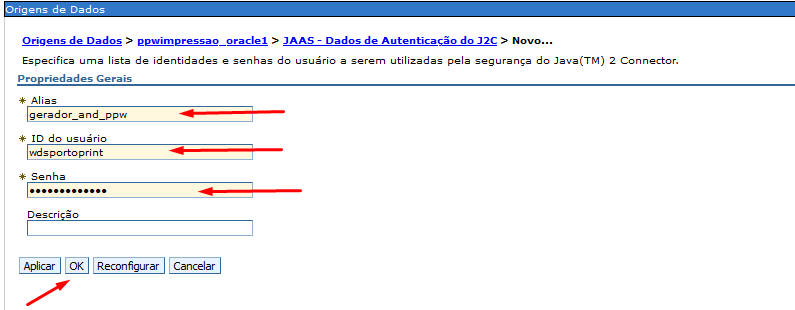 Origens de Dados
Origens de Dados > ppwimpressao_oracle1 > JAAS - Dados de Autenticação do J2C > Novo...
Especifica uma lista de identidades e senhas do usuário a serem utilizadas pela segurança do Java(TM) 2 Connector.
Propriedades Gerais
* Alias
gerador_and_ppw
* ID do usuário
wdsportoprint
* Senha
•••••••••••••
Descrição
Aplicar OK Reconfigurar Cancelar